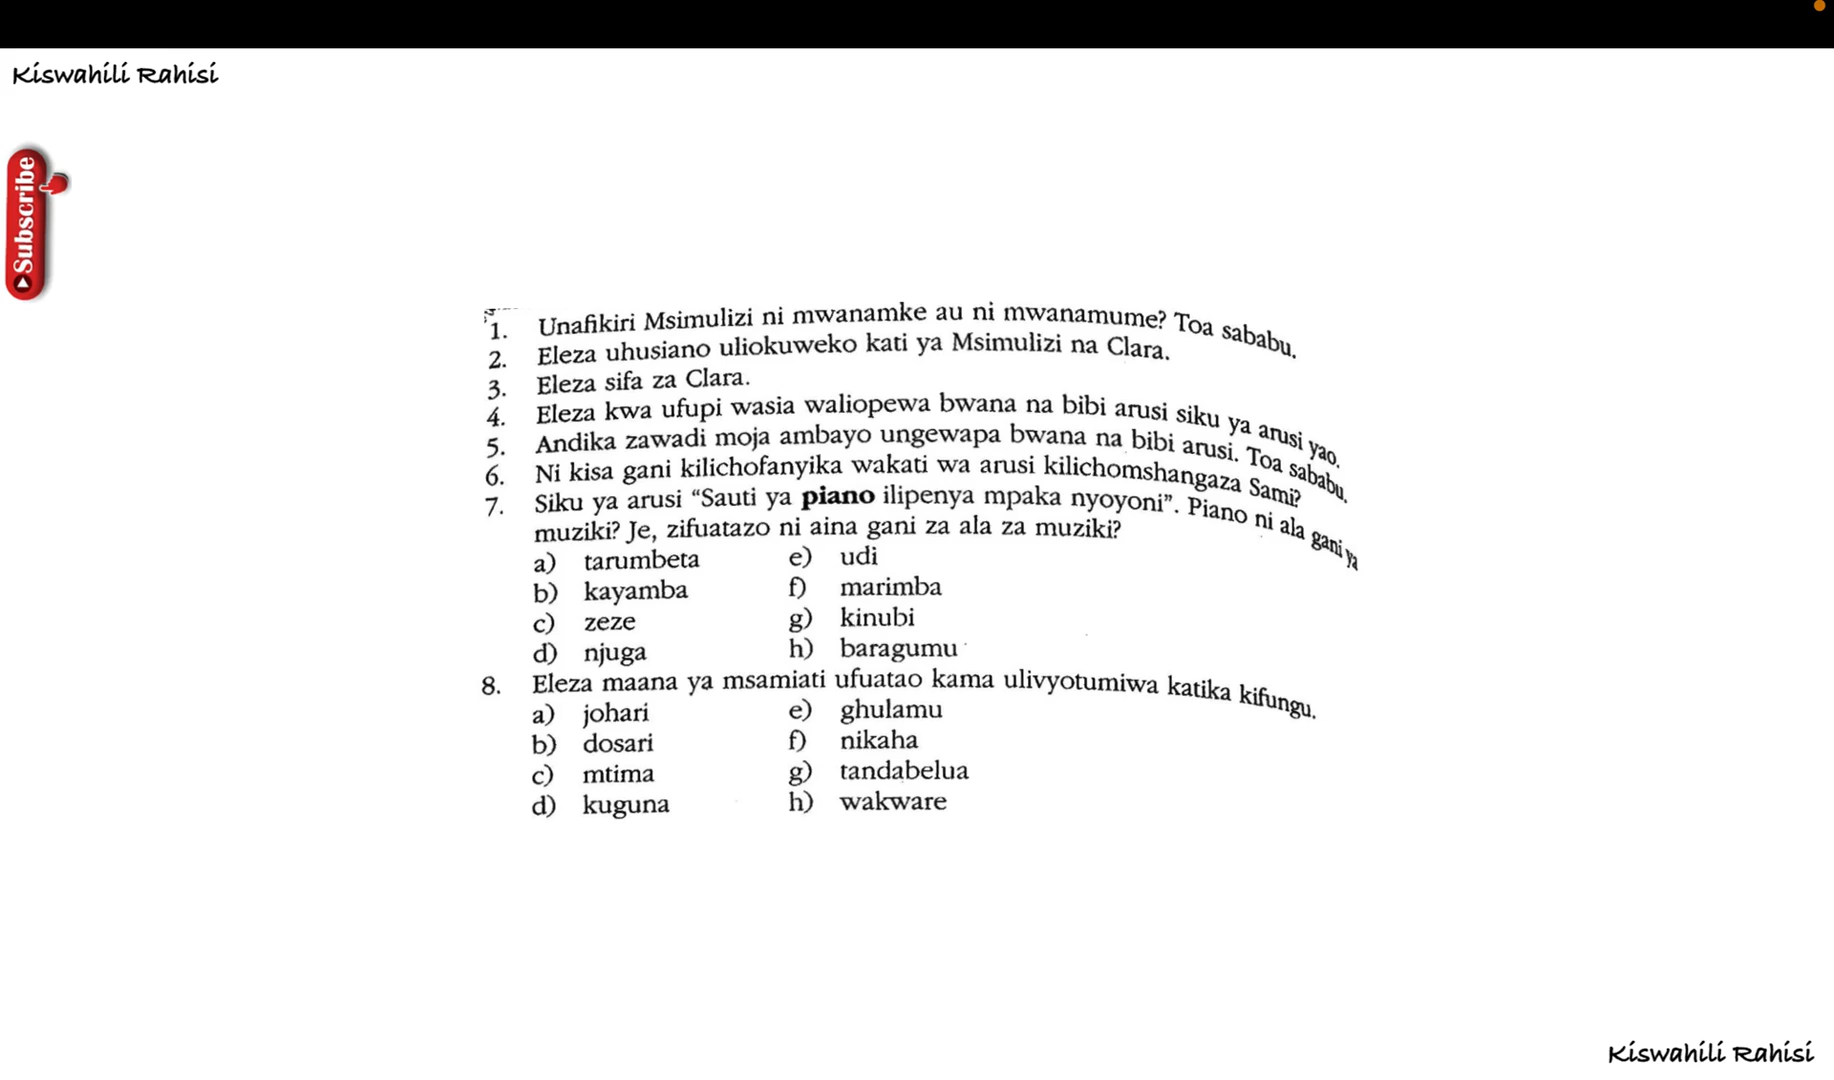 Kiswahili Rahisi
Subscribe
1. Unafikiri Msimulizi ni mwanamke au ni mwanamume? Toa sababu.
2. Eleza uhusiano uliokuweko kati ya Msimulizi na Clara.
3. Eleza sifa za Clara.
4. Eleza kwa ufupi wasia waliopewa bwana na bibi arusi siku ya arusi yao.
5. Andika zawadi moja ambayo ungewapa bwana na bibi arusi. Toa sababu.
6. Ni kisa gani kilichofanyika wakati wa arusi kilichomshangaza Sami?
7. Siku ya arusi “Sauti ya piano ilipenya mpaka nyoyoni”. Piano ni ala gani ya
muziki? Je, zifuatazo ni aina gani za ala za muziki?
a) tarumbeta e) udi
b) kayamba f) marimba
c) zeze g) kinubi
d) njuga h) baragumu
8. Eleza maana ya msamiati ufuatao kama ulivyotumiwa katika kifungu.
a) johari e) ghulamu
b) dosari f) nikaha
c) mtima g) tandabelua
d) kuguna h) wakware
Kiswahili Rahisi